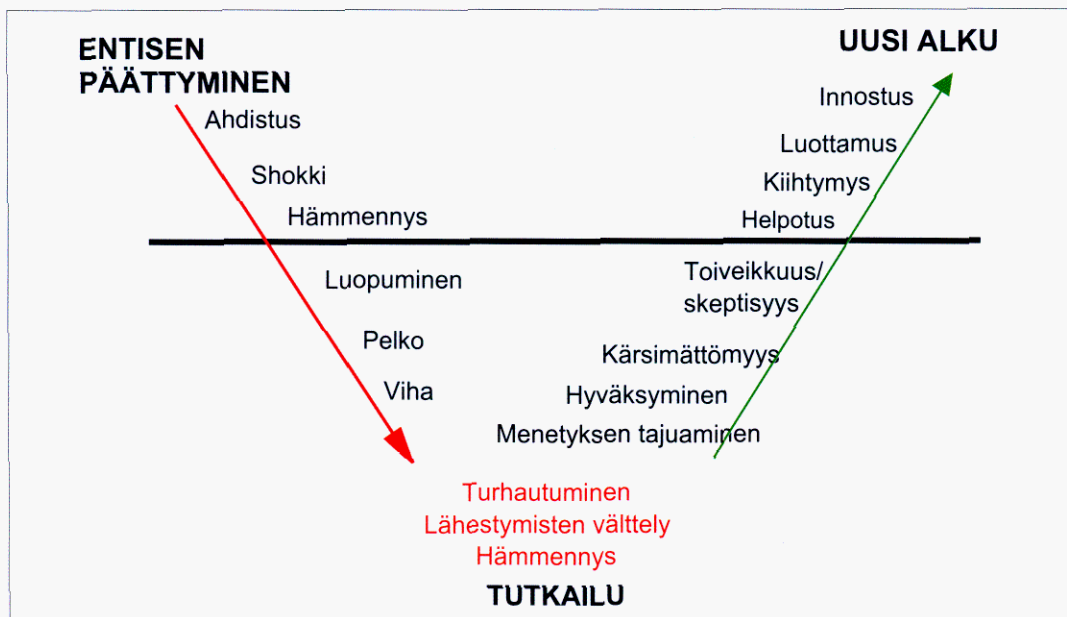 ENTISEN
PÄÄTTYMINEN
Ahdistus
Shokki
Hämmennys
Luopuminen
Pelko
Viha
Turhautuminen
Lähestymisten välttely
Hämmennys
TUTKAILU
Menetyksen tajuaminen
Hyväksyminen
Kärsimättömyys
Toiveikkuus/
skeptisyys
Helpotus
Kiihtymys
Luottamus
Innostus
UUSI ALKU